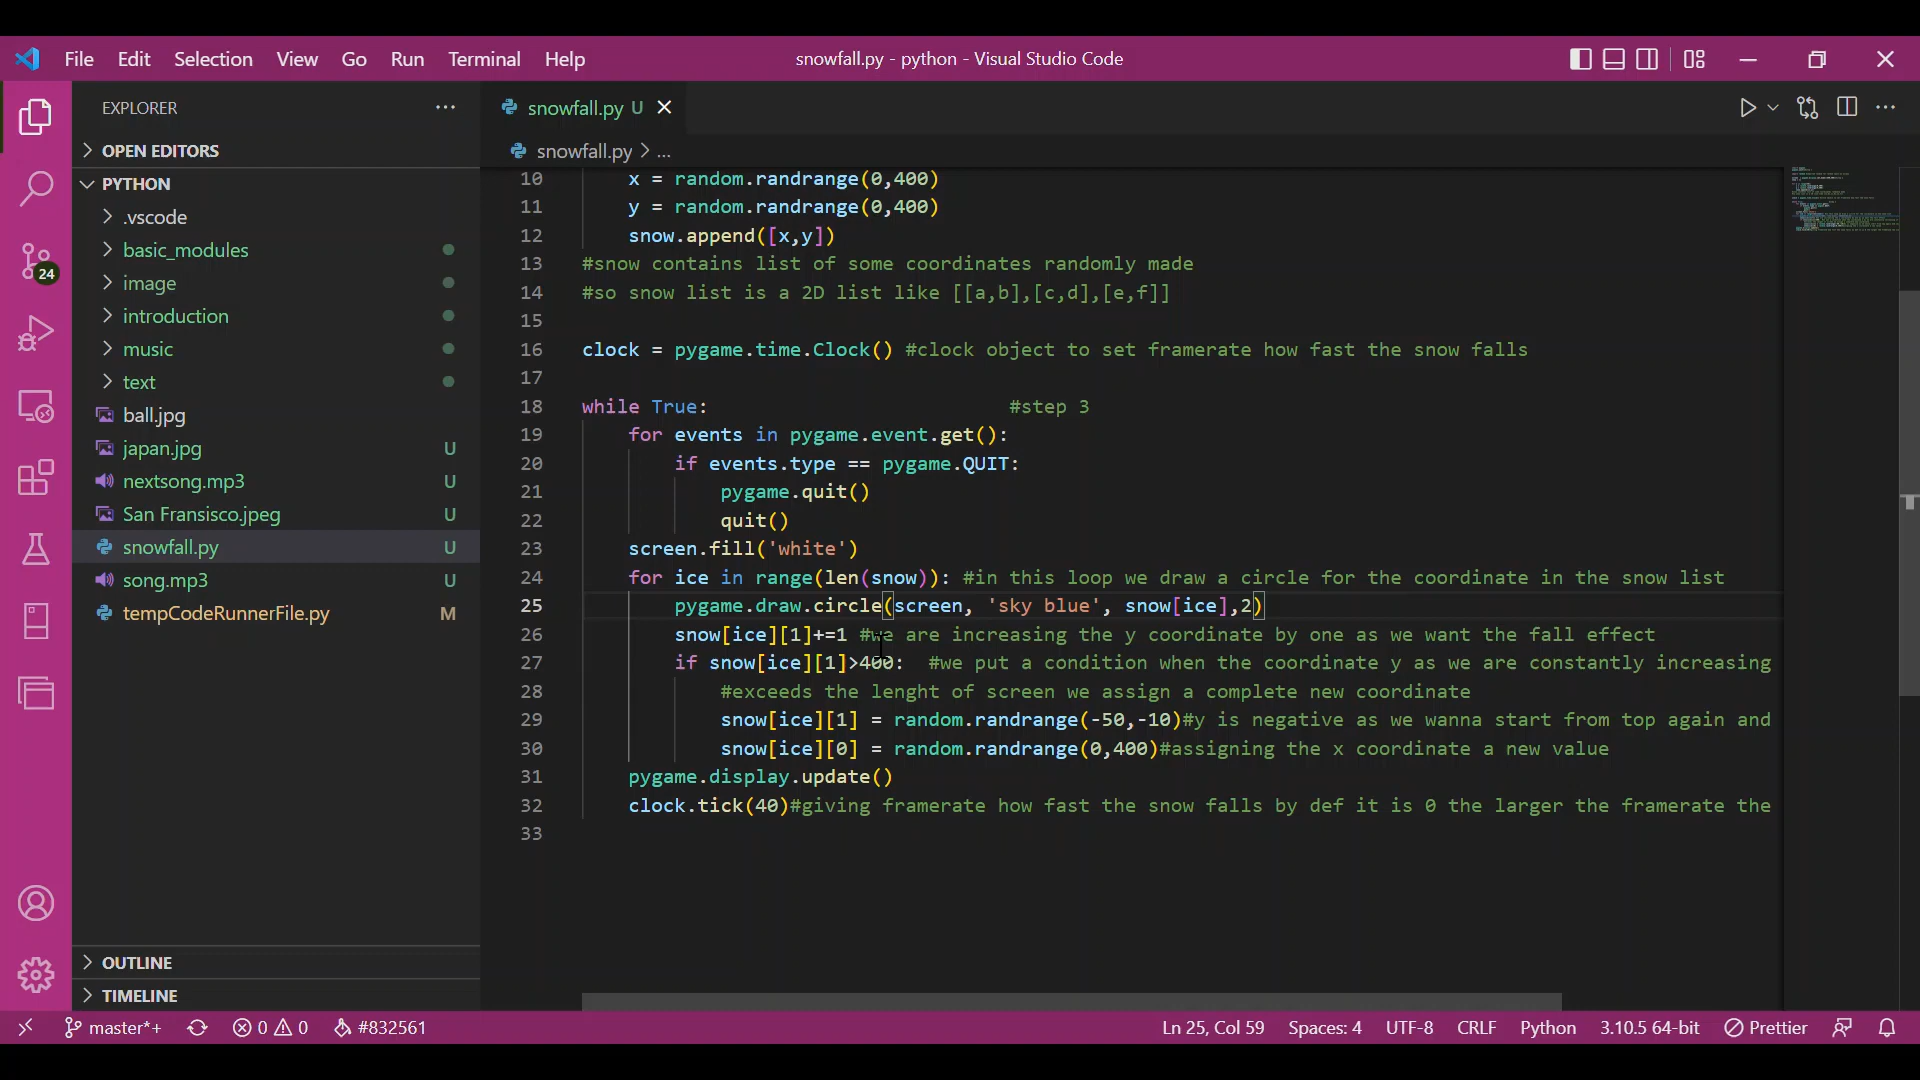 File Edit Selection View Go Run Terminal Help
snowfall.py - python - Visual Studio Code
EXPLORER
OPEN EDITORS
PYTHON
.vscode
basic_modules
image
introduction
music
text
ball.jpg
japan.jpg U
nextsong.mp3 U
San Fransisco.jpeg U
snowfall.py U
song.mp3 U
tempCodeRunnerFile.py M
OUTLINE
TIMELINE
24
snowfall.py U
snowfall.py > ...
10 x = random.randrange(0,400)
11 y = random.randrange(0,400)
12 snow.append([x,y])
13 #snow contains list of some coordinates randomly made
14 #so snow list is a 2D list like [[a,b],[c,d],[e,f]]
15
16 clock = pygame.time.Clock() #clock object to set framerate how fast the snow falls
17
18 while True: #step 3
19 for events in pygame.event.get():
20 if events.type == pygame.QUIT:
21 pygame.quit()
22 quit()
23 screen.fill('white')
24 for ice in range(len(snow)): #in this loop we draw a circle for the coordinate in the snow list
25 pygame.draw.circle(screen, 'sky blue', snow[ice],2)
26 snow[ice][1]+=1 #we are increasing the y coordinate by one as we want the fall effect
27 if snow[ice][1]>400: #we put a condition when the coordinate y as we are constantly increasing
28 #exceeds the lenght of screen we assign a complete new coordinate
29 snow[ice][1] = random.randrange(-50,-10)#y is negative as we wanna start from top again and
30 snow[ice][0] = random.randrange(0,400)#assigning the x coordinate a new value
31 pygame.display.update()
32 clock.tick(40)#giving framerate how fast the snow falls by def it is 0 the larger the framerate the
33
master*+ 0 0 #832561 Ln 25, Col 59 Spaces: 4 UTF-8 CRLF Python 3.10.5 64-bit Prettier